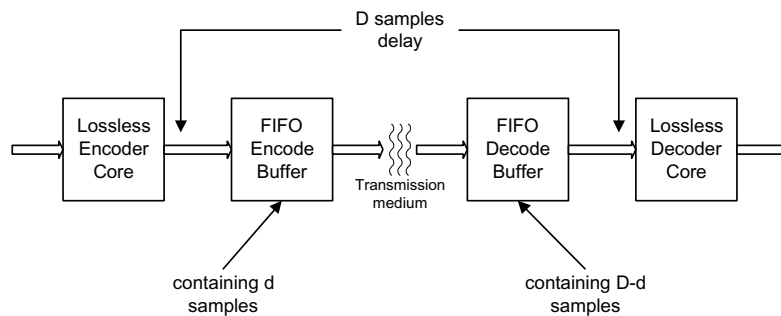 D samples
delay
Lossless
Encoder
Core
FIFO
Encode
Buffer
Transmission
medium
FIFO
Decode
Buffer
Lossless
Decoder
Core
containing d
samples
containing D-d
samples